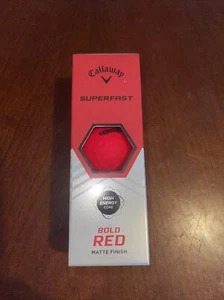 Callaway
SUPERFAST
HIGH
ENERGY
CORE
BOLD
RED
MATTE FINISH